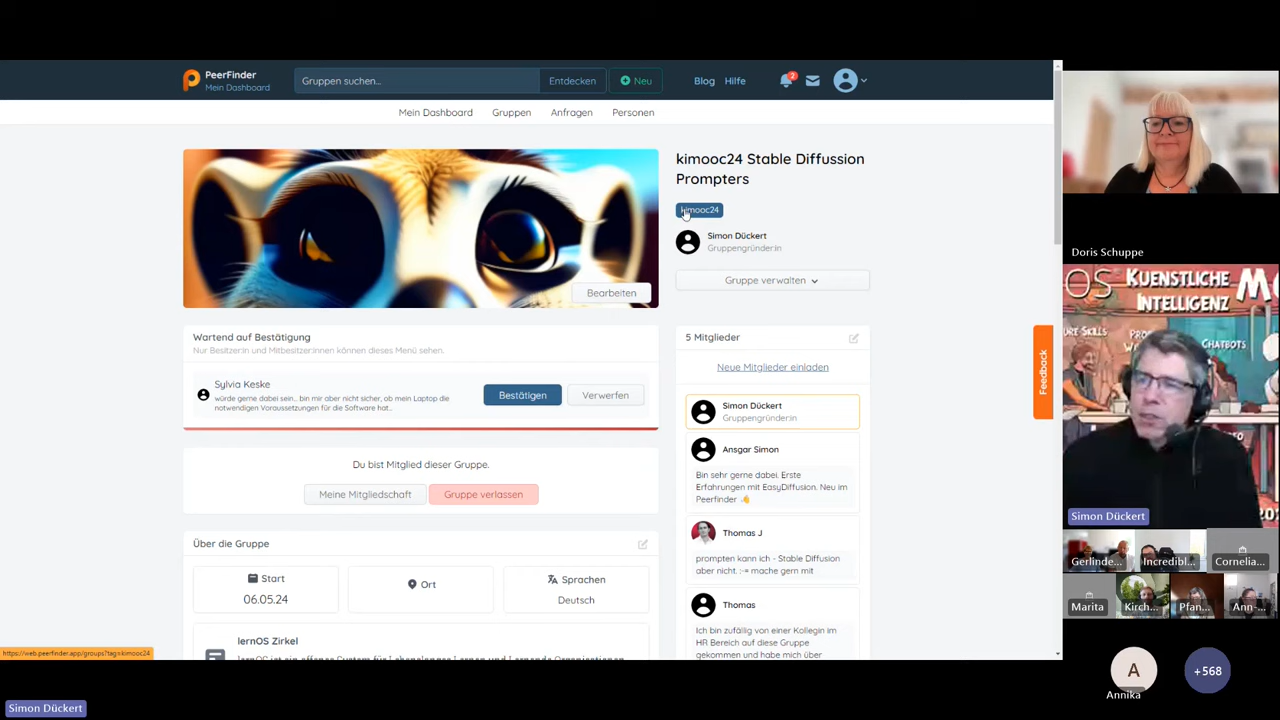 PeerFinder
Mein Dashboard
Gruppen suchen...
Entdecken
Neu
Blog
Hilfe
2
Mein Dashboard
Gruppen
Anfragen
Personen
kimooc24 Stable Diffussion
Prompters
kimooc24
Simon Dückert
Gruppengründer:in
Gruppe verwalten
Bearbeiten
Wartend auf Bestätigung
Nur Besitzer:in und Mitbesitzer:innen können dieses Menü sehen.
Sylvia Keske
würde gerne dabei sein... bin mir aber nicht sicher, ob mein Laptop die
notwendigen Voraussetzungen für die Software hat..
Bestätigen
Verwerfen
Du bist Mitglied dieser Gruppe.
Meine Mitgliedschaft
Gruppe verlassen
Über die Gruppe
Start
06.05.24
Ort
Sprachen
Deutsch
lernOS Zirkel
5 Mitglieder
Neue Mitglieder einladen
Simon Dückert
Gruppengründer:in
Ansgar Simon
Bin sehr gerne dabei. Erste
Erfahrungen mit EasyDiffusion. Neu im
Peerfinder
Thomas J
prompten kann ich - Stable Diffusion
aber nicht. :-= mache gern mit
Thomas
Ich bin zufällig von einer Kollegin im
HR Bereich auf diese Gruppe
gekommen und habe mich über
Feedback
https://web.peerfinder.app/groups?tag=kimooc24
Simon Dückert
Doris Schuppe
OS KUENSTLICHE
INTELLIGENZ
CHATBOTS
Simon Dückert
Gerlinde...
Incredibl...
Cornelia...
Marita
Kirch...
Pfan...
Ann-...
A
Annika
+568